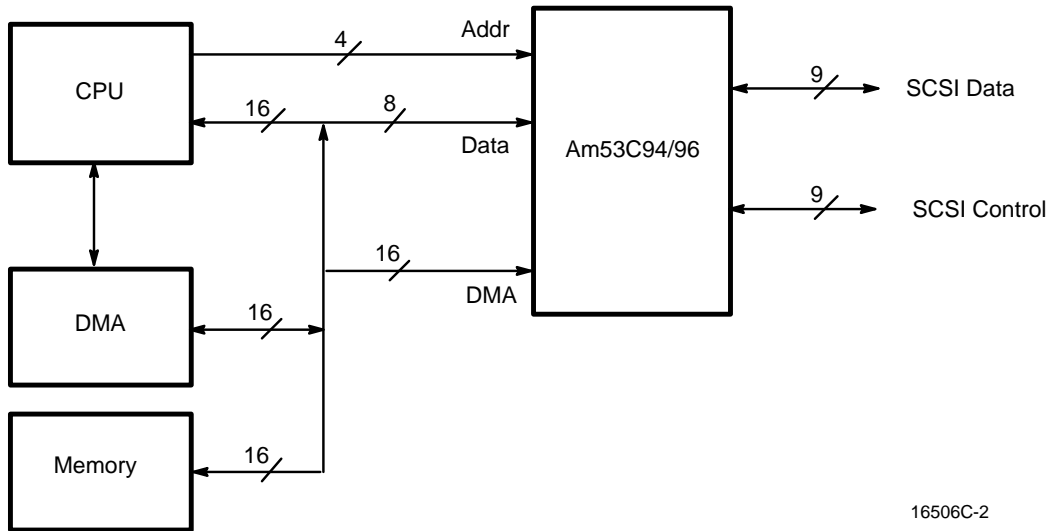 4
Addr
CPU
16
8
Data
Am53C94/96
9
SCSI Data
9
SCSI Control
16
DMA
DMA
16
Memory
16
16506C-2